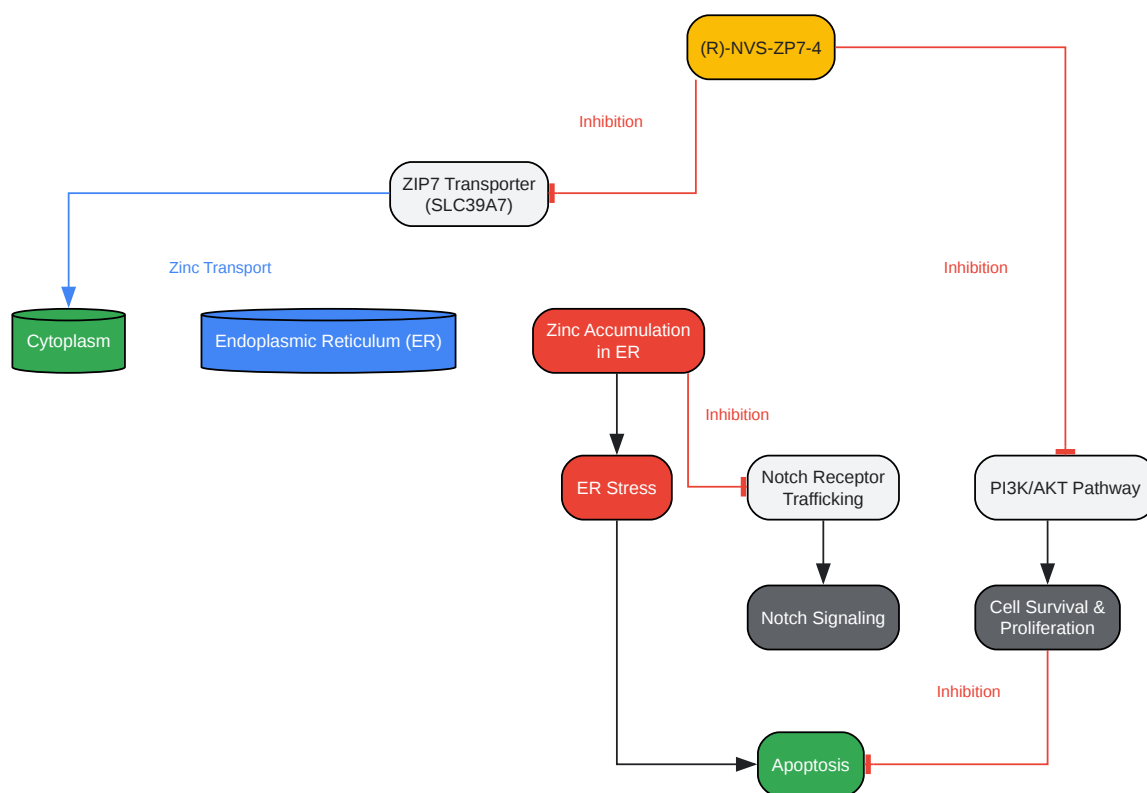 (R)-NVS-ZP7-4
Inhibition
ZIP7 Transporter
(SLC39A7)
Zinc Transport
Inhibition
Cytoplasm
Endoplasmic Reticulum (ER)
Zinc Accumulation
in ER
Inhibition
ER Stress
Notch Receptor
Trafficking
PI3K/AKT Pathway
Notch Signaling
Cell Survival &
Proliferation
Inhibition
Apoptosis